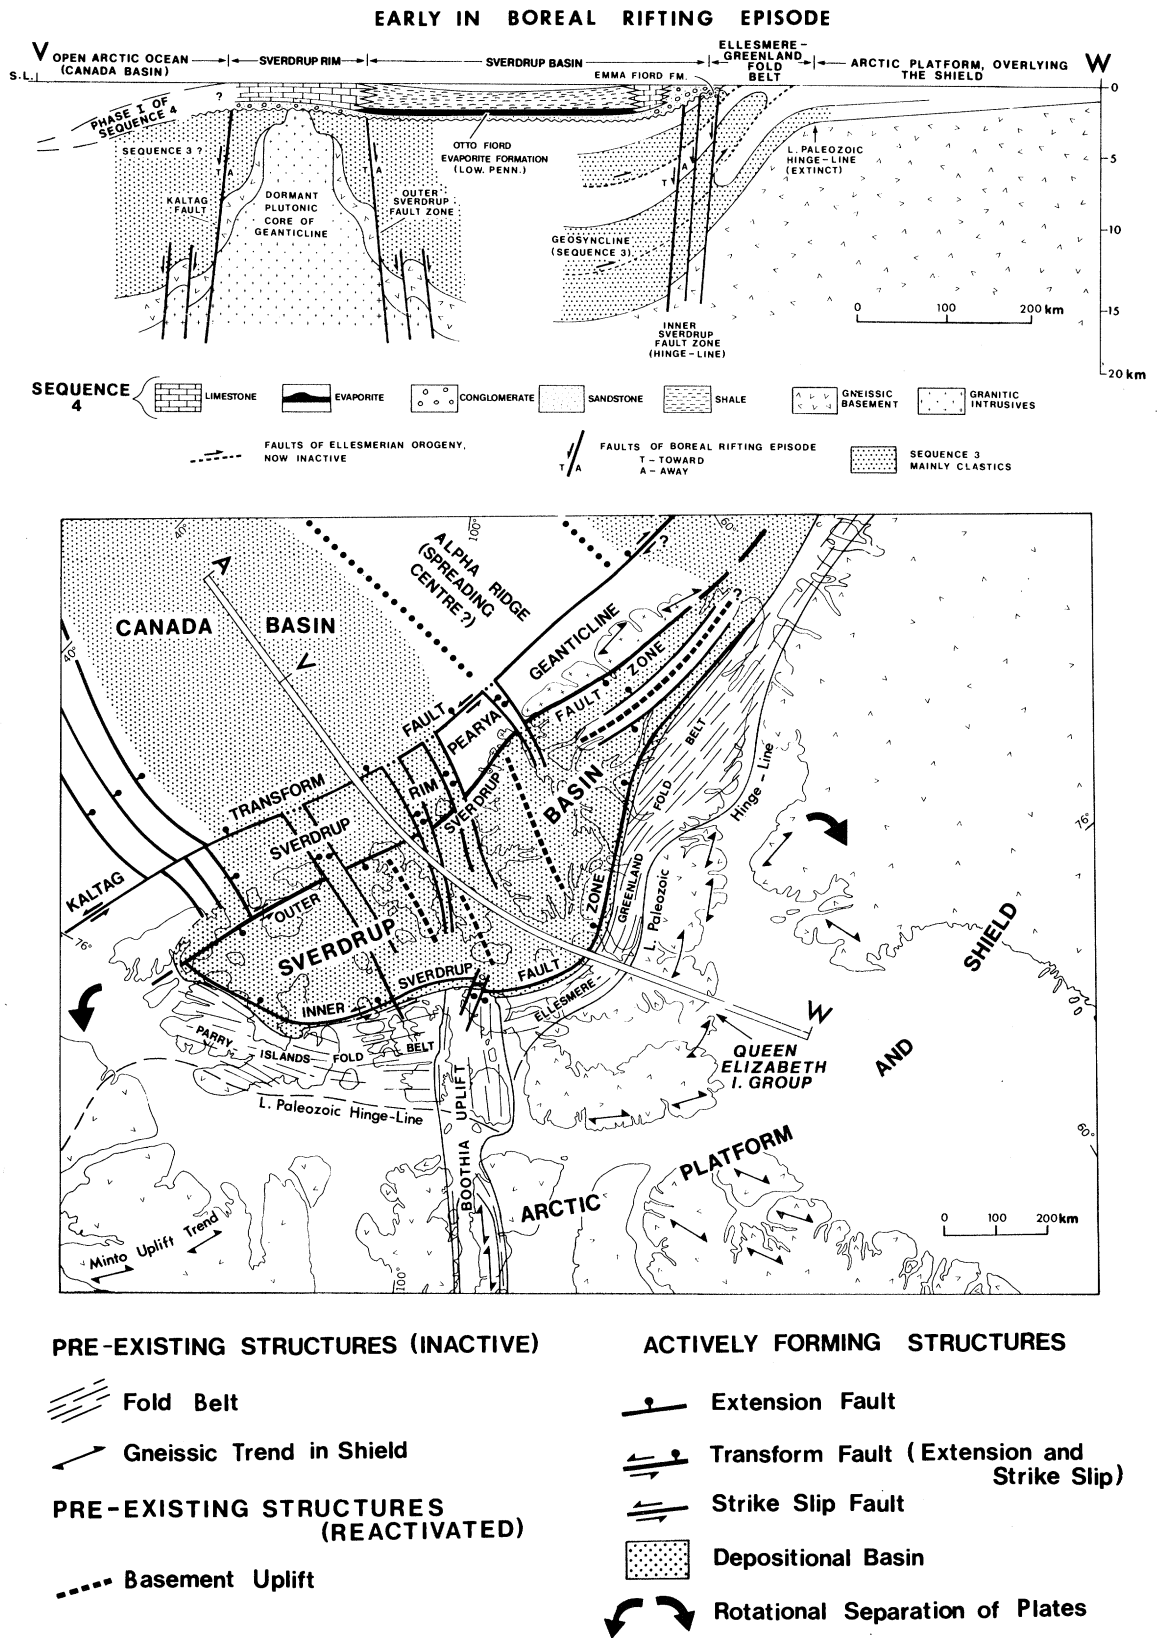 EARLY IN BOREAL RIFTING EPISODE
V
OPEN ARCTIC OCEAN
(CANADA BASIN)
SVERDRUP RIM
SVERDRUP BASIN
ELLESMERE-
GREENLAND
FOLD
BELT
ARCTIC PLATFORM, OVERLYING
THE SHIELD
W
S.L.
EMMA FIORD FM.
0
PHASE I OF
SEQUENCE 4
?
SEQUENCE 3 ?
T A
KALTAG
FAULT
DORMANT
PLUTONIC
CORE OF
GEANTICLINE
T A
OUTER
SVERDRUP
FAULT ZONE
OTTO FIORD
EVAPORITE FORMATION
(LOW. PENN.)
T A
L. PALEOZOIC
HINGE-LINE
(EXTINCT)
5
GEOSYNCLINE
(SEQUENCE 3)
10
INNER
SVERDRUP
FAULT ZONE
(HINGE-LINE)
0 100 200 km
15
20 km
SEQUENCE
4
LIMESTONE
EVAPORITE
CONGLOMERATE
SANDSTONE
SHALE
GNEISSIC
BASEMENT
GRANITIC
INTRUSIVES
FAULTS OF ELLESMERIAN OROGENY,
NOW INACTIVE
T A
FAULTS OF BOREAL RIFTING EPISODE
T - TOWARD
A - AWAY
SEQUENCE 3
MAINLY CLASTICS
40°
100°
60°
A
ALPHA RIDGE
(SPREADING
CENTRE?)
?
CANADA BASIN
V
40°
GEANTICLINE
FAULT ZONE
?
PEARYA
FAULT
TRANSFORM
KALTAG
RIM
SVERDRUP
SVERDRUP
BASIN
BELT
FOLD
GREENLAND
Hinge-Line
L. Paleozoic
76°
OUTER
SVERDRUP
ZONE
SVERDRUP
FAULT
INNER
ELLESMERE
76°
SHIELD
W
PARRY
ISLANDS
FOLD
BELT
QUEEN
ELIZABETH
I. GROUP
AND
L. Paleozoic Hinge-Line
BOOTHIA UPLIFT
60°
PLATFORM
ARCTIC
Minto Uplift Trend
100°
0 100 200km
PRE-EXISTING STRUCTURES (INACTIVE)
Fold Belt
Gneissic Trend in Shield
PRE-EXISTING STRUCTURES
(REACTIVATED)
Basement Uplift
ACTIVELY FORMING STRUCTURES
Extension Fault
Transform Fault (Extension and
Strike Slip)
Strike Slip Fault
Depositional Basin
Rotational Separation of Plates